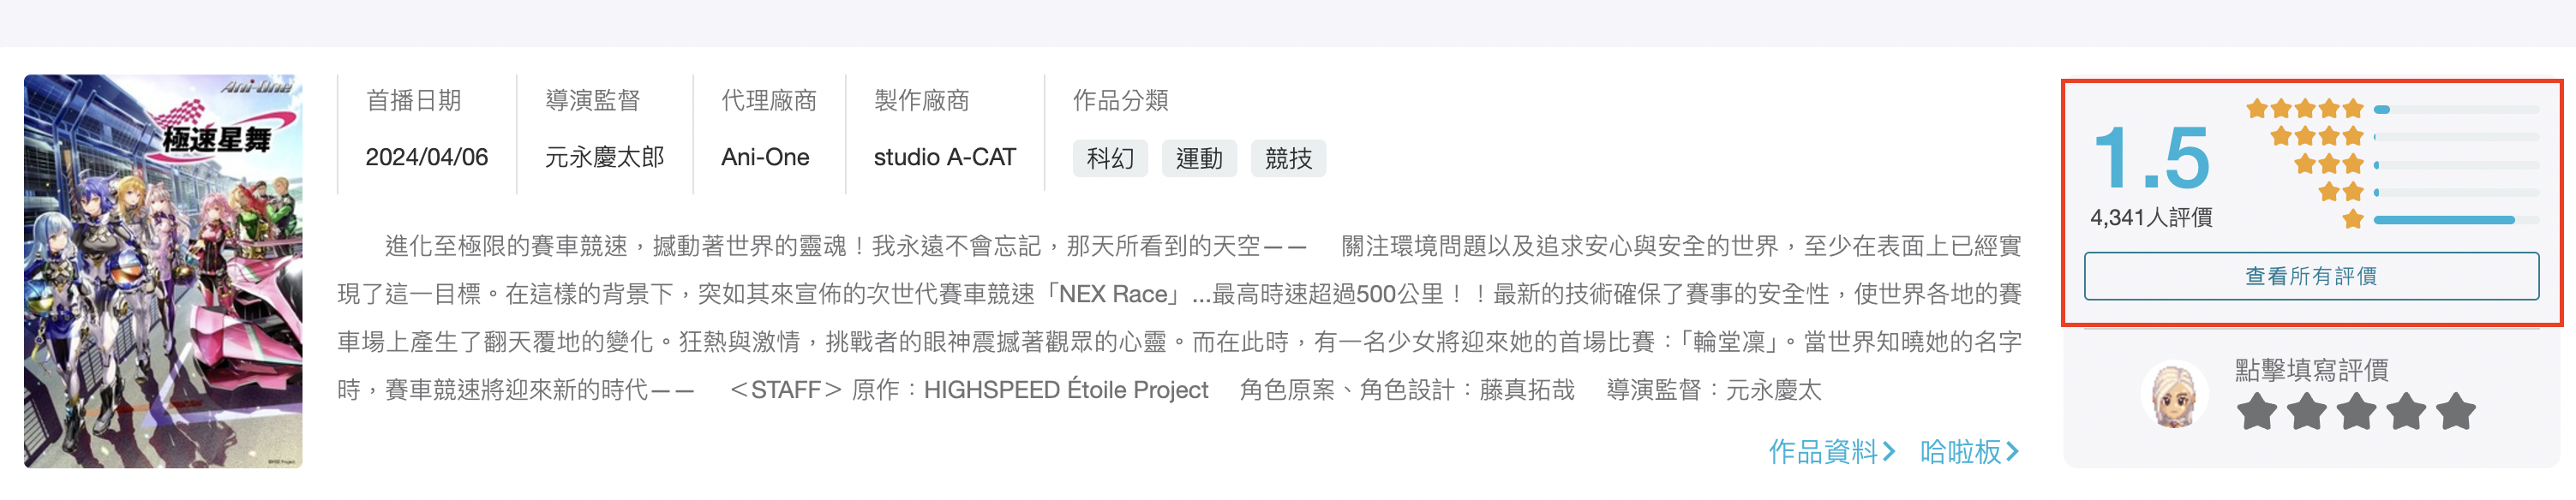 Ani-One
極速星舞
首播日期
2024/04/06
導演監督
元永慶太郎
代理廠商
Ani-One
製作廠商
studio A-CAT
作品分類
科幻 運動 競技
進化至極限的賽車競速，撼動著世界的靈魂！我永遠不會忘記，那天所看到的天空—— 關注環境問題以及追求安心與安全的世界，至少在表面上已經實
現了這一目標。在這樣的背景下，突如其來宣佈的次世代賽車競速「NEX Race」...最高時速超過500公里！！最新的技術確保了賽事的安全性，使世界各地的賽
車場上產生了翻天覆地的變化。狂熱與激情，挑戰者的眼神震撼著觀眾的心靈。而在此時，有一名少女將迎來她的首場比賽：「輪堂凜」。當世界知曉她的名字
時，賽車競速將迎來新的時代—— ＜STAFF＞ 原作：HIGHSPEED Étoile Project 角色原案、角色設計：藤真拓哉 導演監督：元永慶太
作品資料 哈啦板
1.5
4,341人評價
查看所有評價
點擊填寫評價